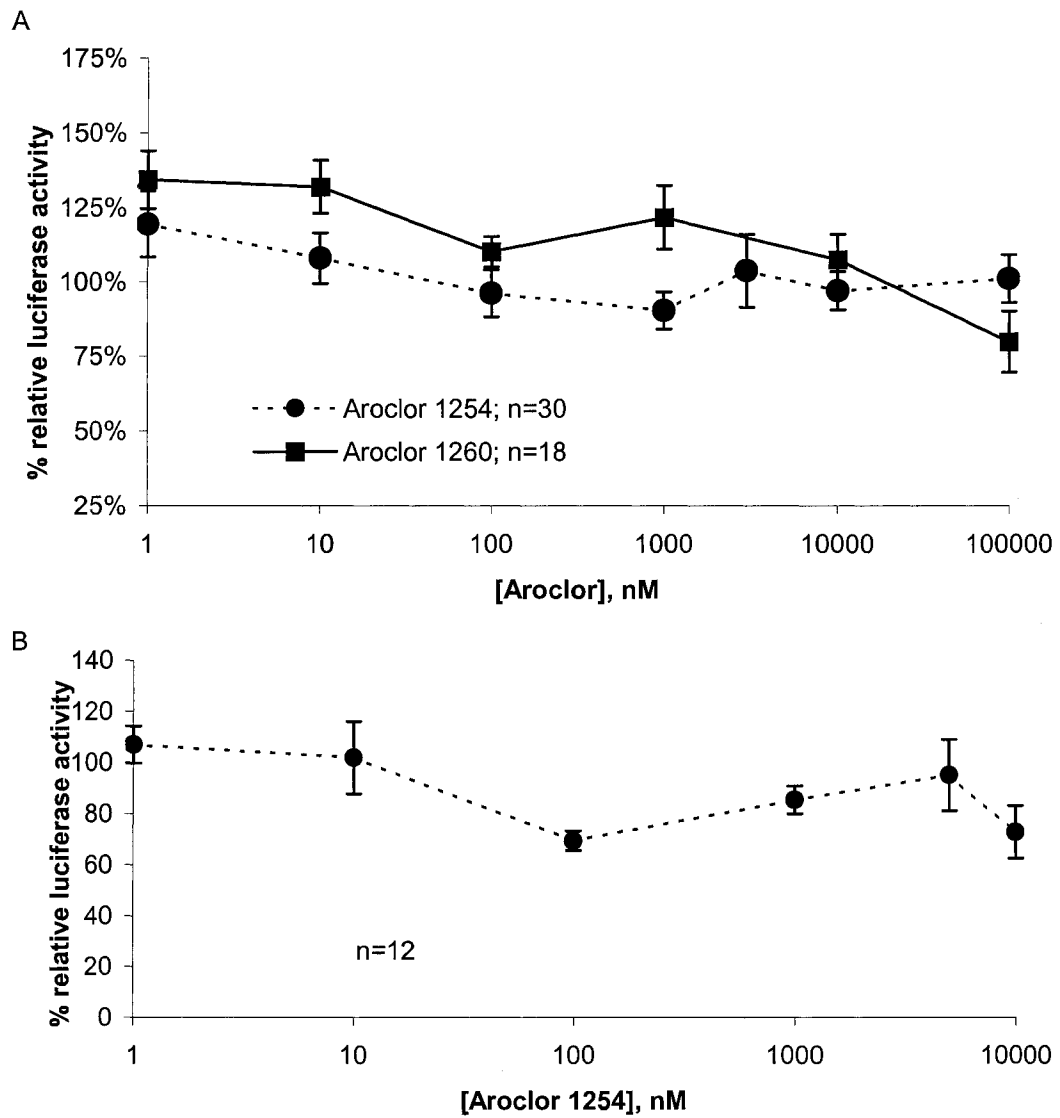 A
175%
150%
125%
100%
75%
50%
25%
% relative luciferase activity
Aroclor 1254; n=30
Aroclor 1260; n=18
1 10 100 1000 10000 100000
[Aroclor], nM
B
140
120
100
80
60
40
20
0
% relative luciferase activity
n=12
1 10 100 1000 10000
[Aroclor 1254], nM